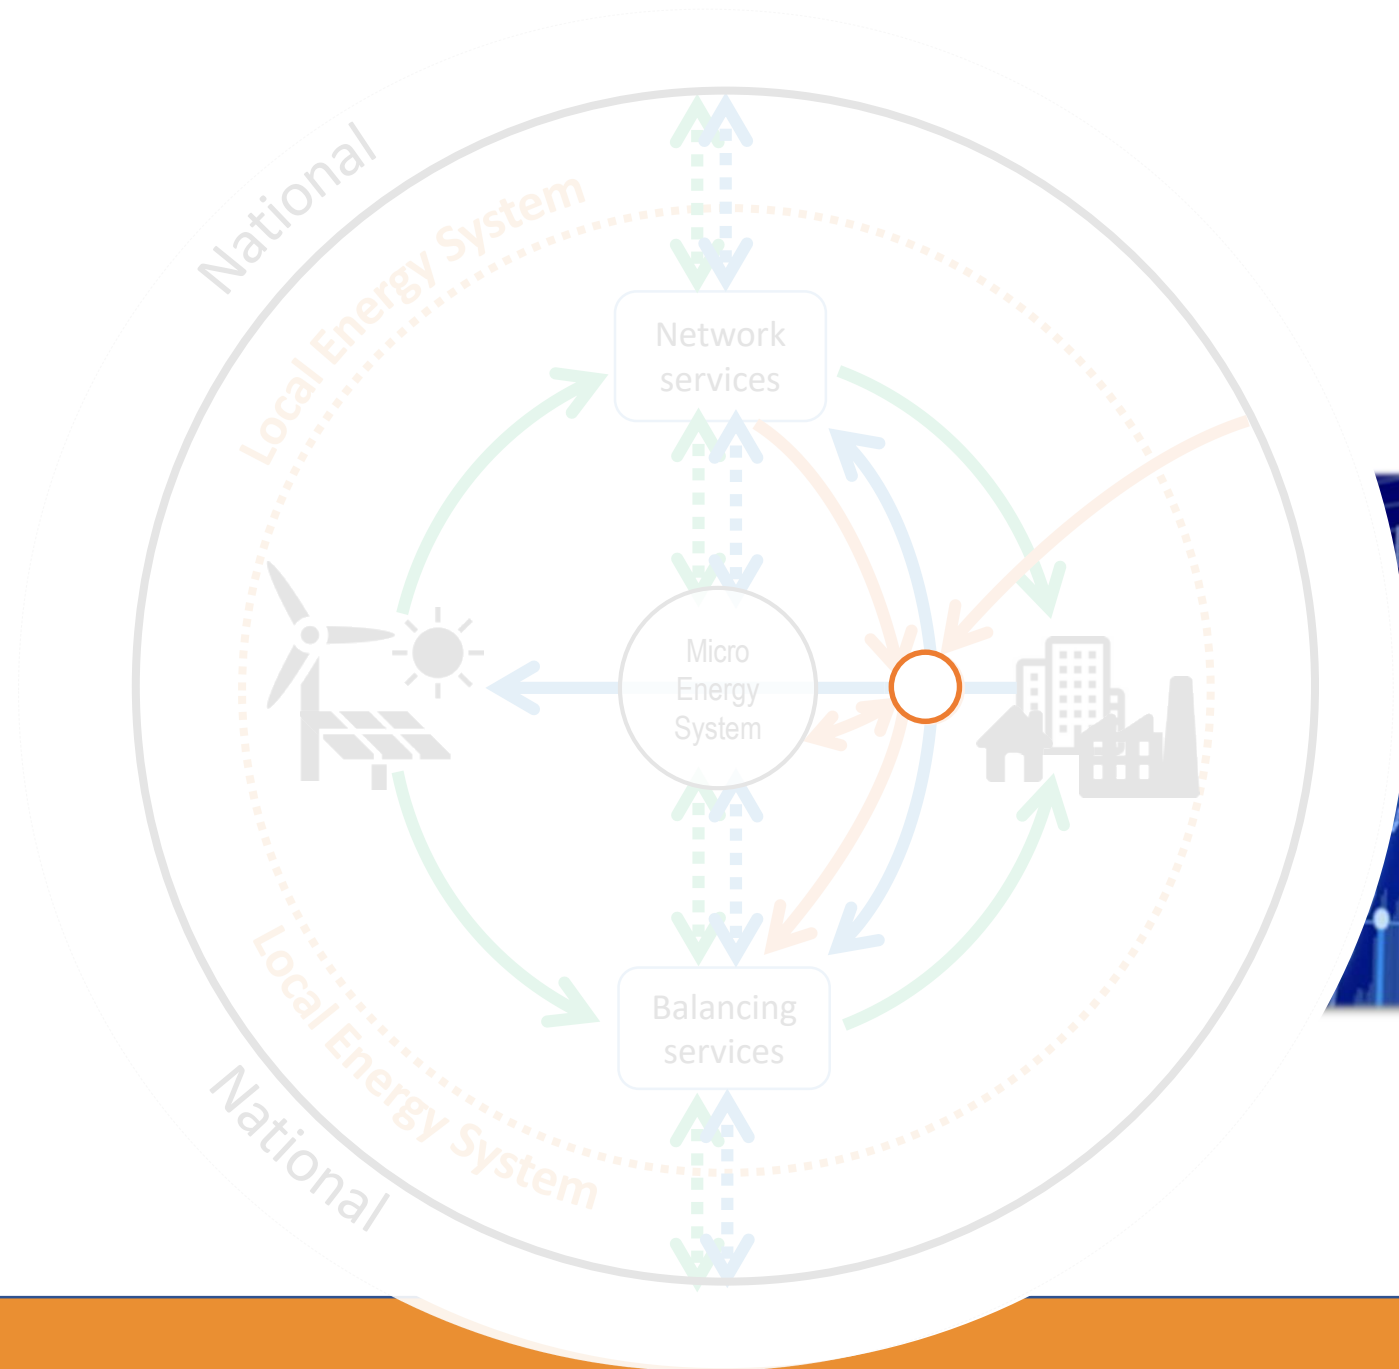 National
Local Energy System
Network
services
Micro
Energy
System
Balancing
services
Local Energy System
National